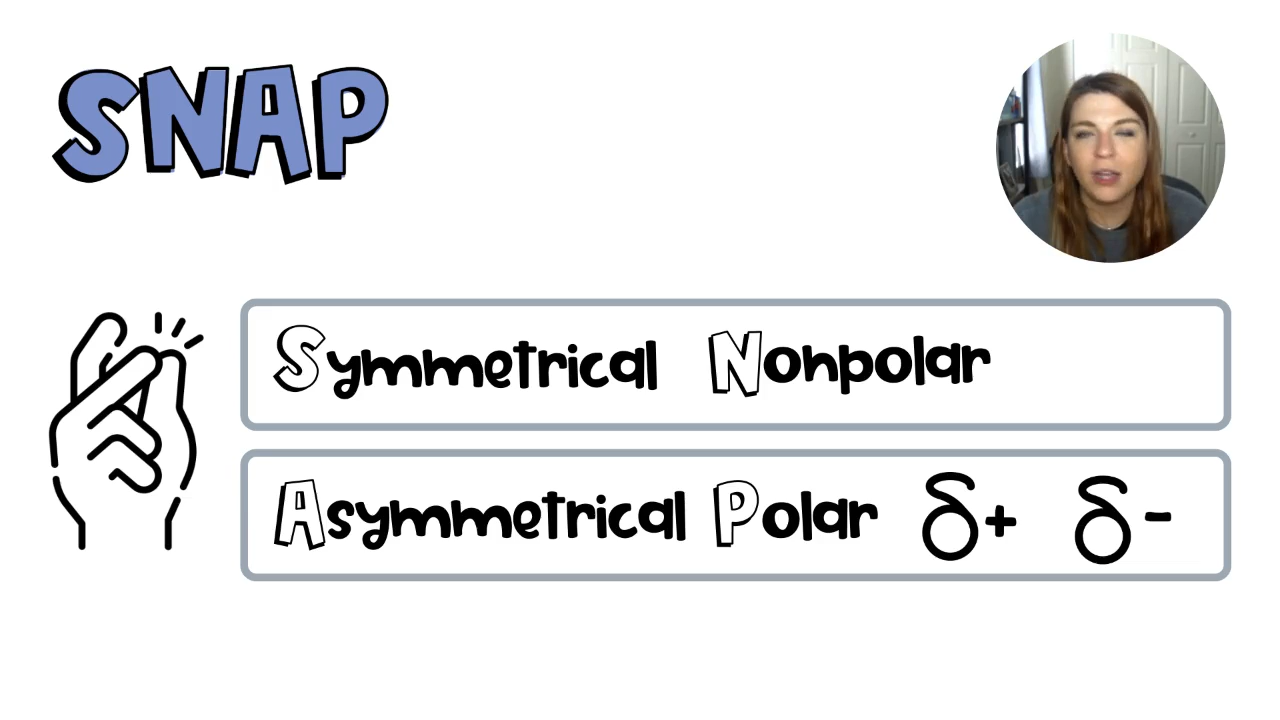 SNAP
Symmetrical Nonpolar
Asymmetrical Polar δ+ δ-